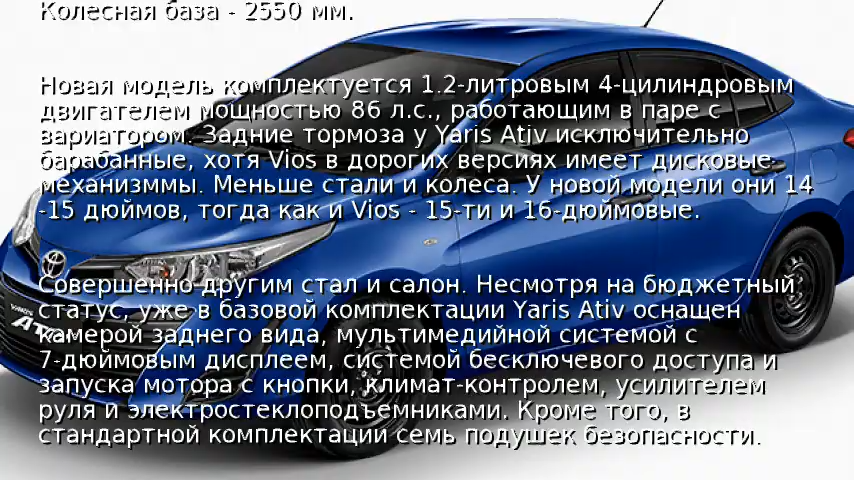 Колесная база - 2550 мм.
Новая модель комплектуется 1.2-литровым 4-цилиндровым
двигателем мощностью 86 л.с., работающим в паре с
вариатором. Задние тормоза у Yaris Ativ исключительно
барабанные, хотя Vios в дорогих версиях имеет дисковые
механизммы. Меньше стали и колеса. У новой модели они 14
-15 дюймов, тогда как и Vios - 15-ти и 16-дюймовые.
Совершенно другим стал и салон. Несмотря на бюджетный
статус, уже в базовой комплектации Yaris Ativ оснащен
камерой заднего вида, мультимедийной системой с
7-дюймовым дисплеем, системой бесключевого доступа и
запуска мотора с кнопки, климат-контролем, усилителем
руля и электростеклоподъемниками. Кроме того, в
стандартной комплектации семь подушек безопасности.